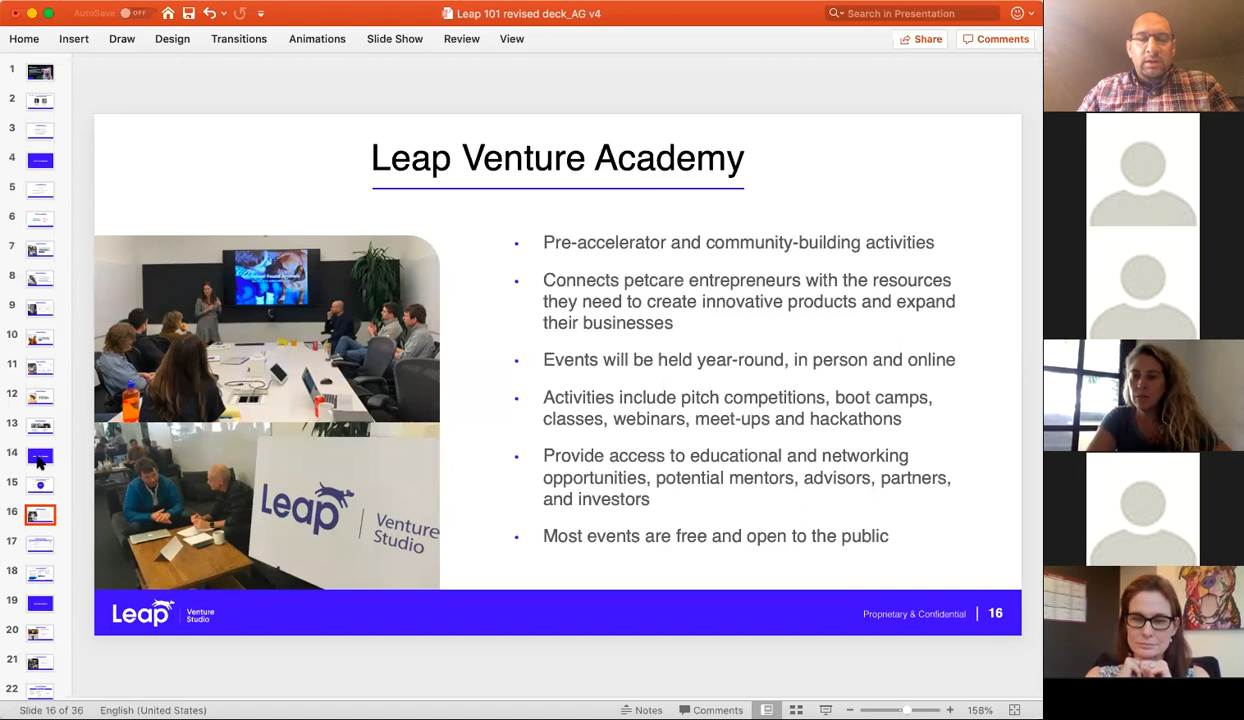 AutoSave OFF
Leap 101 revised deck_AG v4
Search in Presentation
Home Insert Draw Design Transitions Animations Slide Show Review View
Share Comments
1
2
3
4
5
6
7
8
9
10
11
12
13
14
15
16
17
18
19
20
21
22
Leap Venture Academy
• Pre-accelerator and community-building activities
• Connects petcare entrepreneurs with the resources
they need to create innovative products and expand
their businesses
• Events will be held year-round, in person and online
• Activities include pitch competitions, boot camps,
classes, webinars, meet-ups and hackathons
• Provide access to educational and networking
opportunities, potential mentors, advisors, partners,
and investors
• Most events are free and open to the public
Leap
Venture
Studio
Leap
Venture
Studio
Proprietary & Confidential 16
Slide 16 of 36 English (United States)
Notes Comments 158%